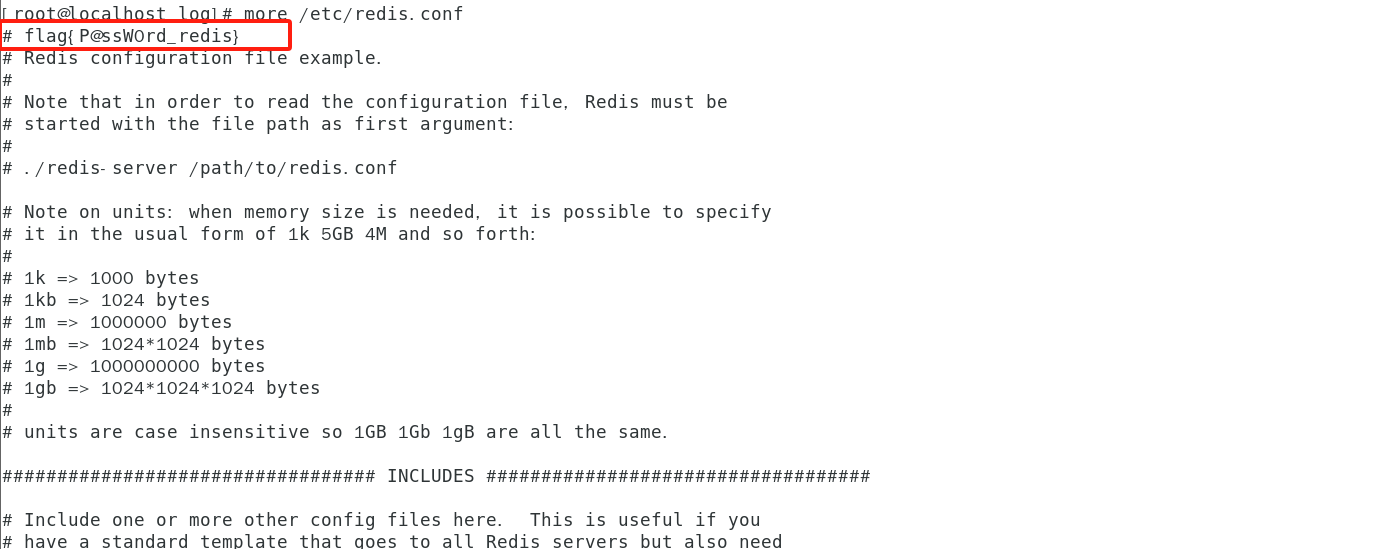 [root@localhost log]# more /etc/redis.conf
# flag{P@ssW0rd_redis}
# Redis configuration file example.
#
# Note that in order to read the configuration file, Redis must be
# started with the file path as first argument:
#
# ./redis-server /path/to/redis.conf
# Note on units: when memory size is needed, it is possible to specify
# it in the usual form of 1k 5GB 4M and so forth:
#
# 1k => 1000 bytes
# 1kb => 1024 bytes
# 1m => 1000000 bytes
# 1mb => 1024*1024 bytes
# 1g => 1000000000 bytes
# 1gb => 1024*1024*1024 bytes
#
# units are case insensitive so 1GB 1Gb 1gB are all the same.
################################## INCLUDES ###################################
# Include one or more other config files here.  This is useful if you
# have a standard template that goes to all Redis servers but also need